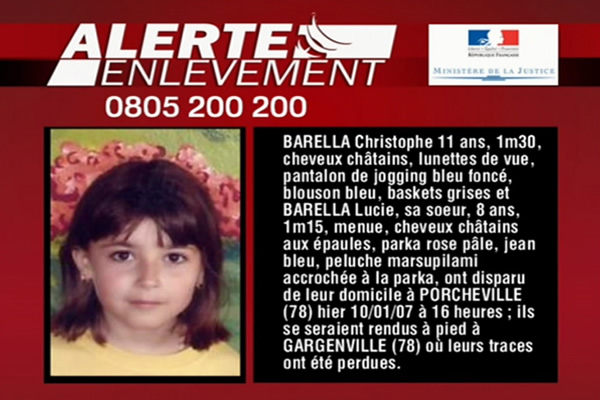 ALERTE
ENLEVEMENT
0805 200 200
RÉPUBLIQUE FRANÇAISE
MINISTÈRE DE LA JUSTICE
BARELLA Christophe 11 ans, 1m30,
cheveux châtains, lunettes de vue,
pantalon de jogging bleu foncé,
blouson bleu, baskets grises et
BARELLA Lucie, sa soeur, 8 ans,
1m15, menue, cheveux châtains
aux épaules, parka rose pâle, jean
bleu, peluche marsupilami
accrochée à la parka, ont disparu
de leur domicile à PORCHEVILLE
(78) hier 10/01/07 à 16 heures ; ils
se seraient rendus à pied à
GARGENVILLE (78) où leurs traces
ont été perdues.